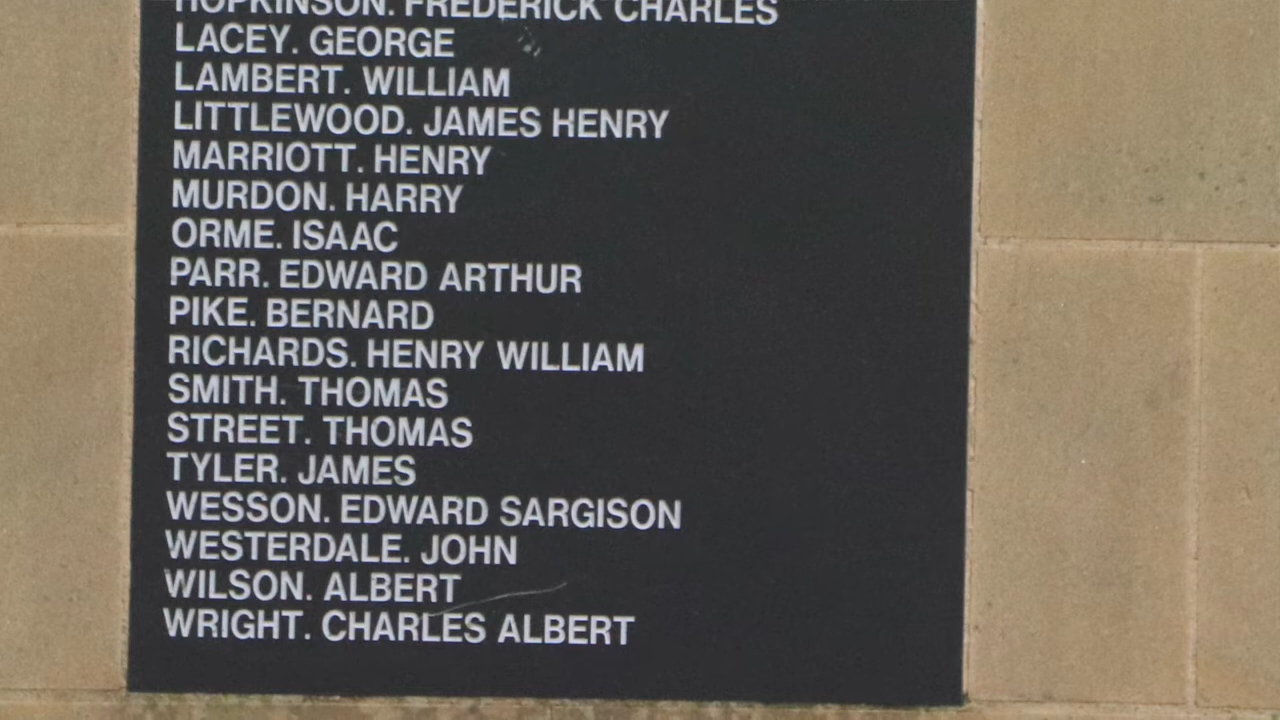 HOPKINSON. FREDERICK CHARLES
LACEY. GEORGE
LAMBERT. WILLIAM
LITTLEWOOD. JAMES HENRY
MARRIOTT. HENRY
MURDON. HARRY
ORME. ISAAC
PARR. EDWARD ARTHUR
PIKE. BERNARD
RICHARDS. HENRY WILLIAM
SMITH. THOMAS
STREET. THOMAS
TYLER. JAMES
WESSON. EDWARD SARGISON
WESTERDALE. JOHN
WILSON. ALBERT
WRIGHT. CHARLES ALBERT